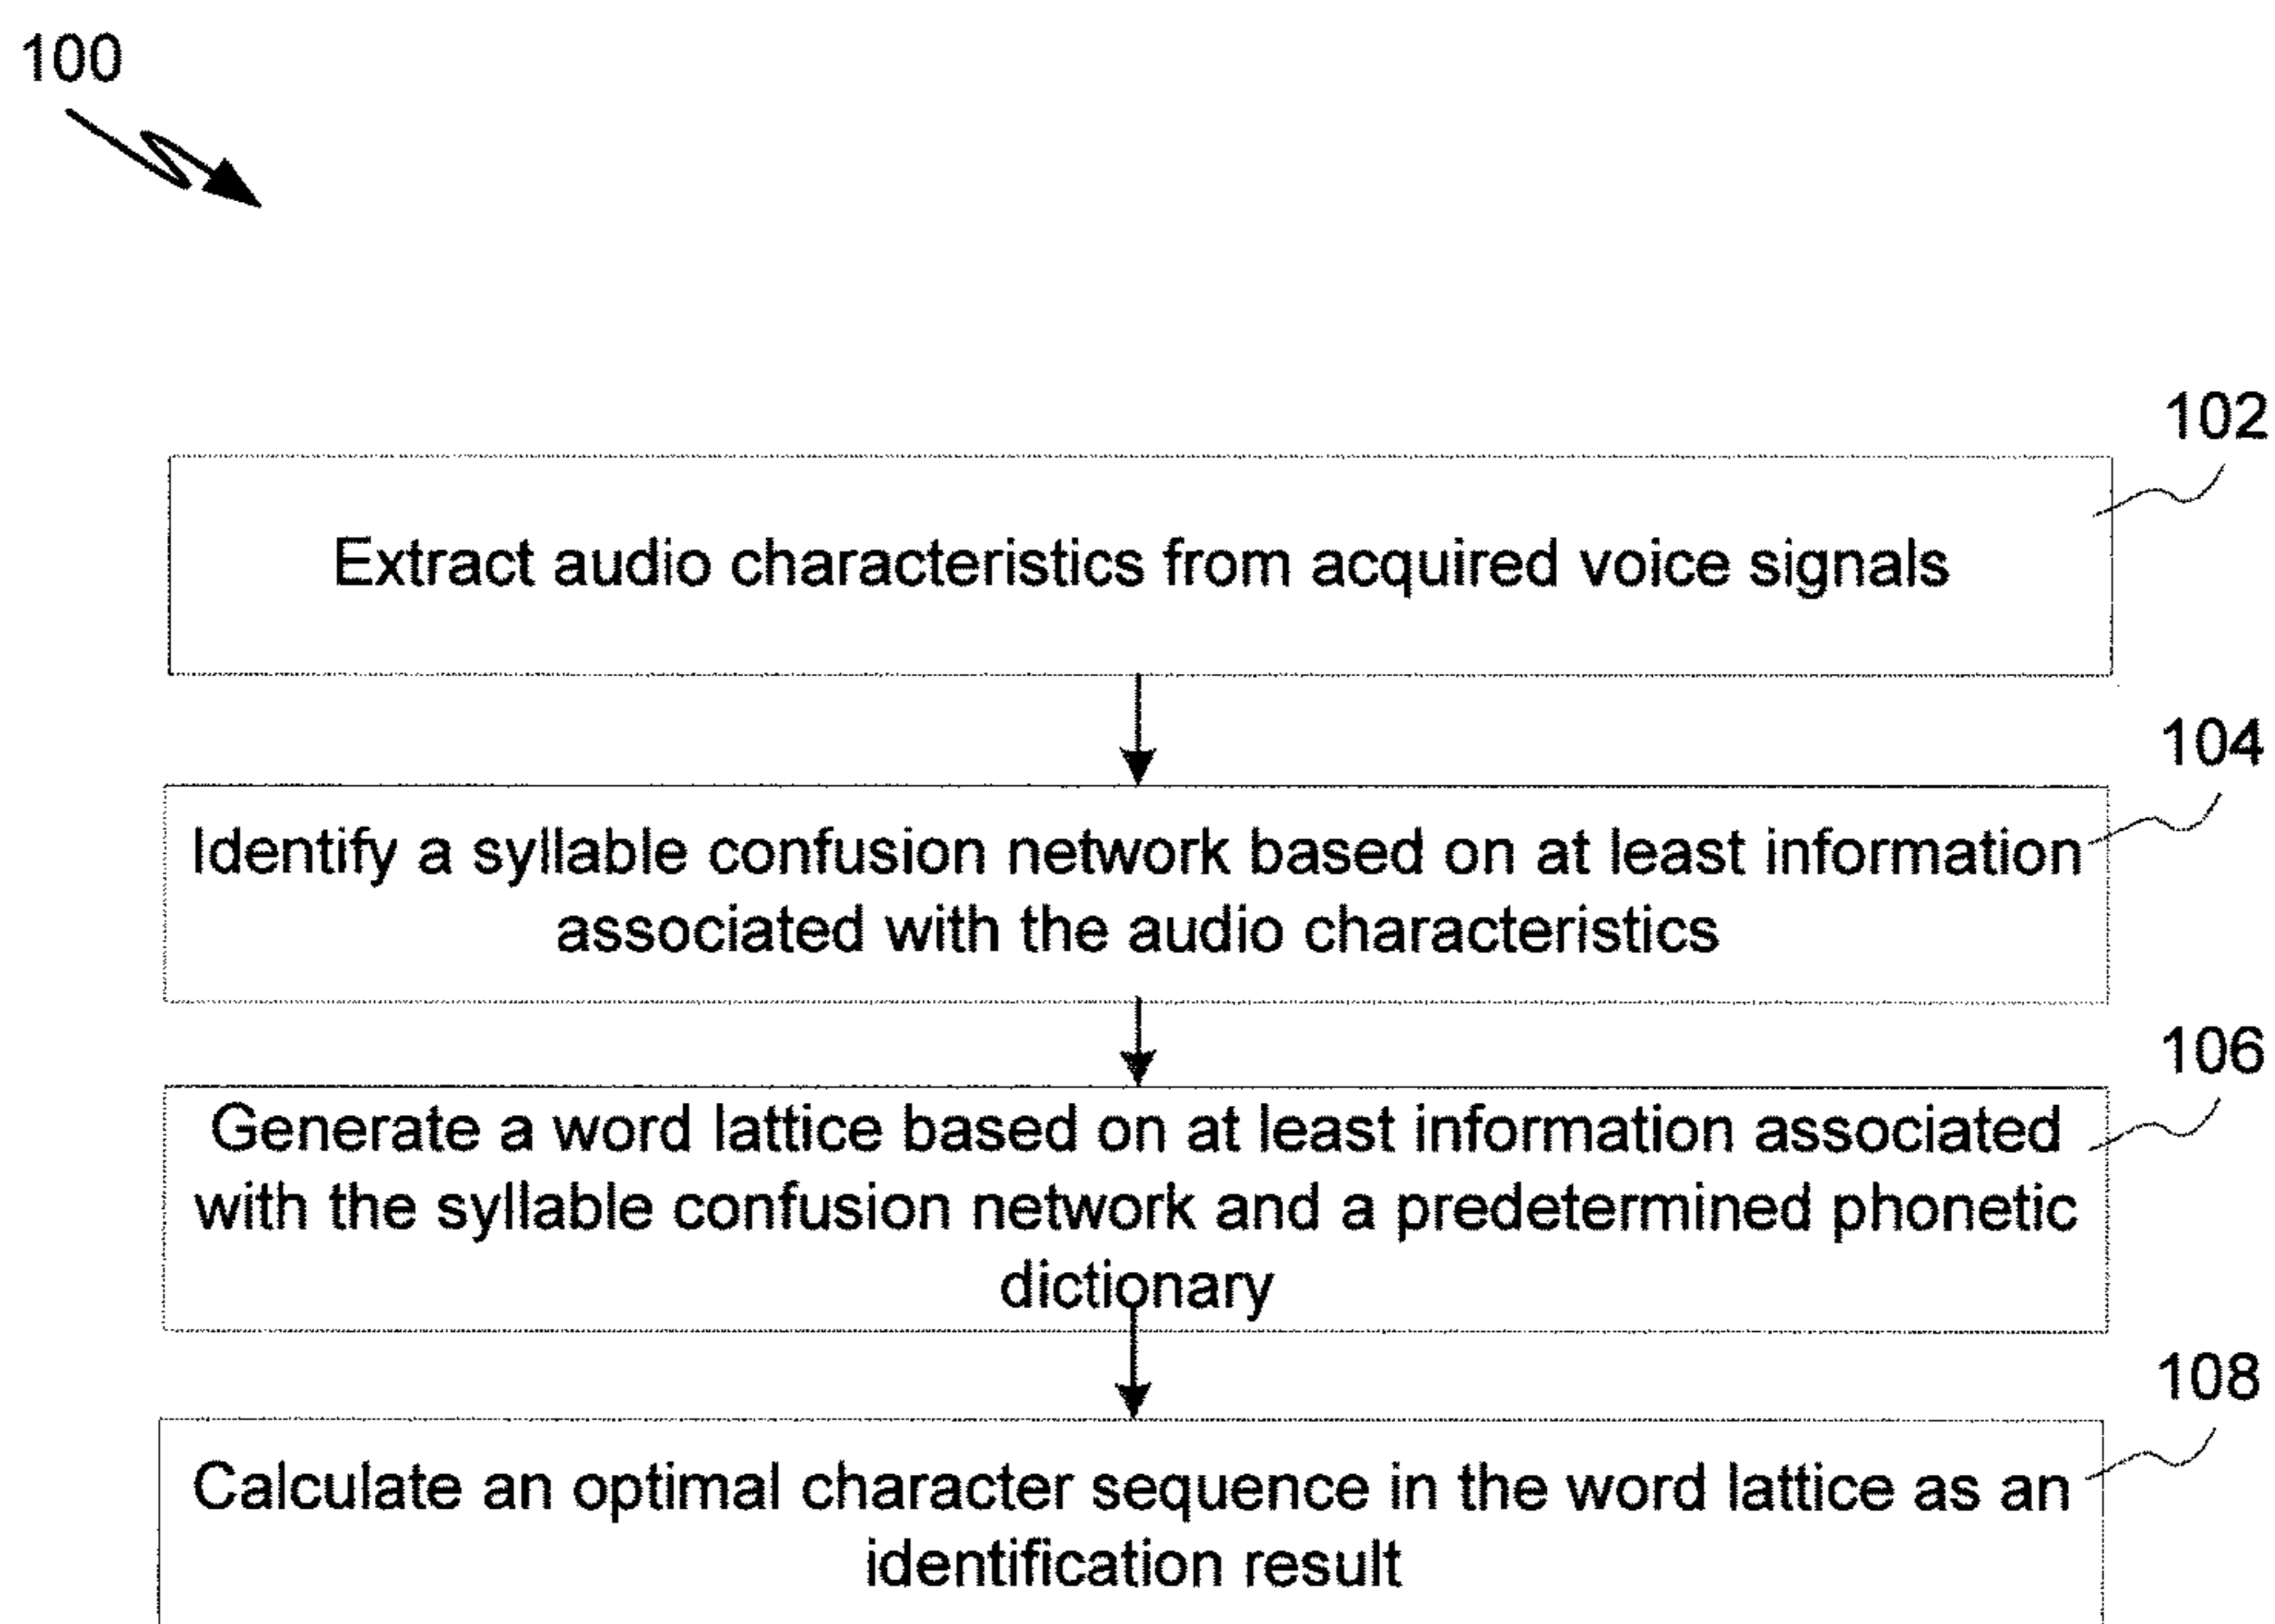 100
102
Extract audio characteristics from acquired voice signals
104
Identify a syllable confusion network based on at least information
associated with the audio characteristics
106
Generate a word lattice based on at least information associated
with the syllable confusion network and a predetermined phonetic
dictionary
108
Calculate an optimal character sequence in the word lattice as an
identification result